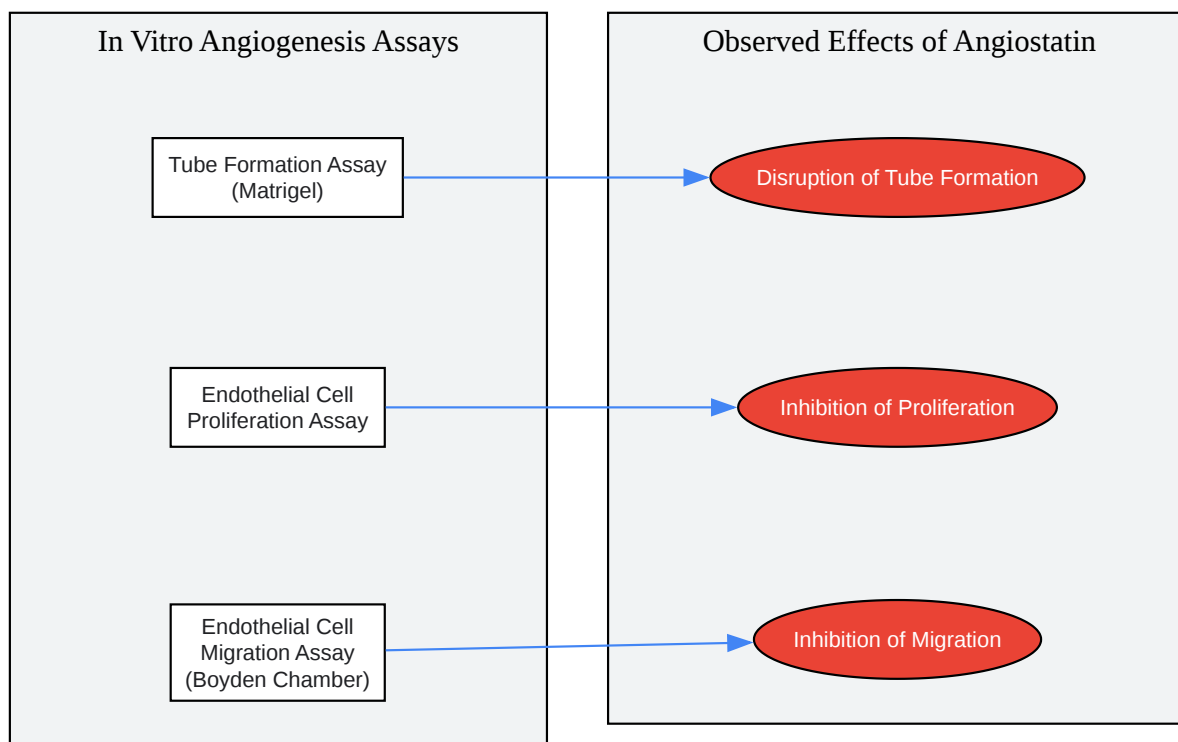 In Vitro Angiogenesis Assays
Tube Formation Assay
(Matrigel)
Endothelial Cell
Proliferation Assay
Endothelial Cell
Migration Assay
(Boyden Chamber)
Observed Effects of Angiostatin
Disruption of Tube Formation
Inhibition of Proliferation
Inhibition of Migration